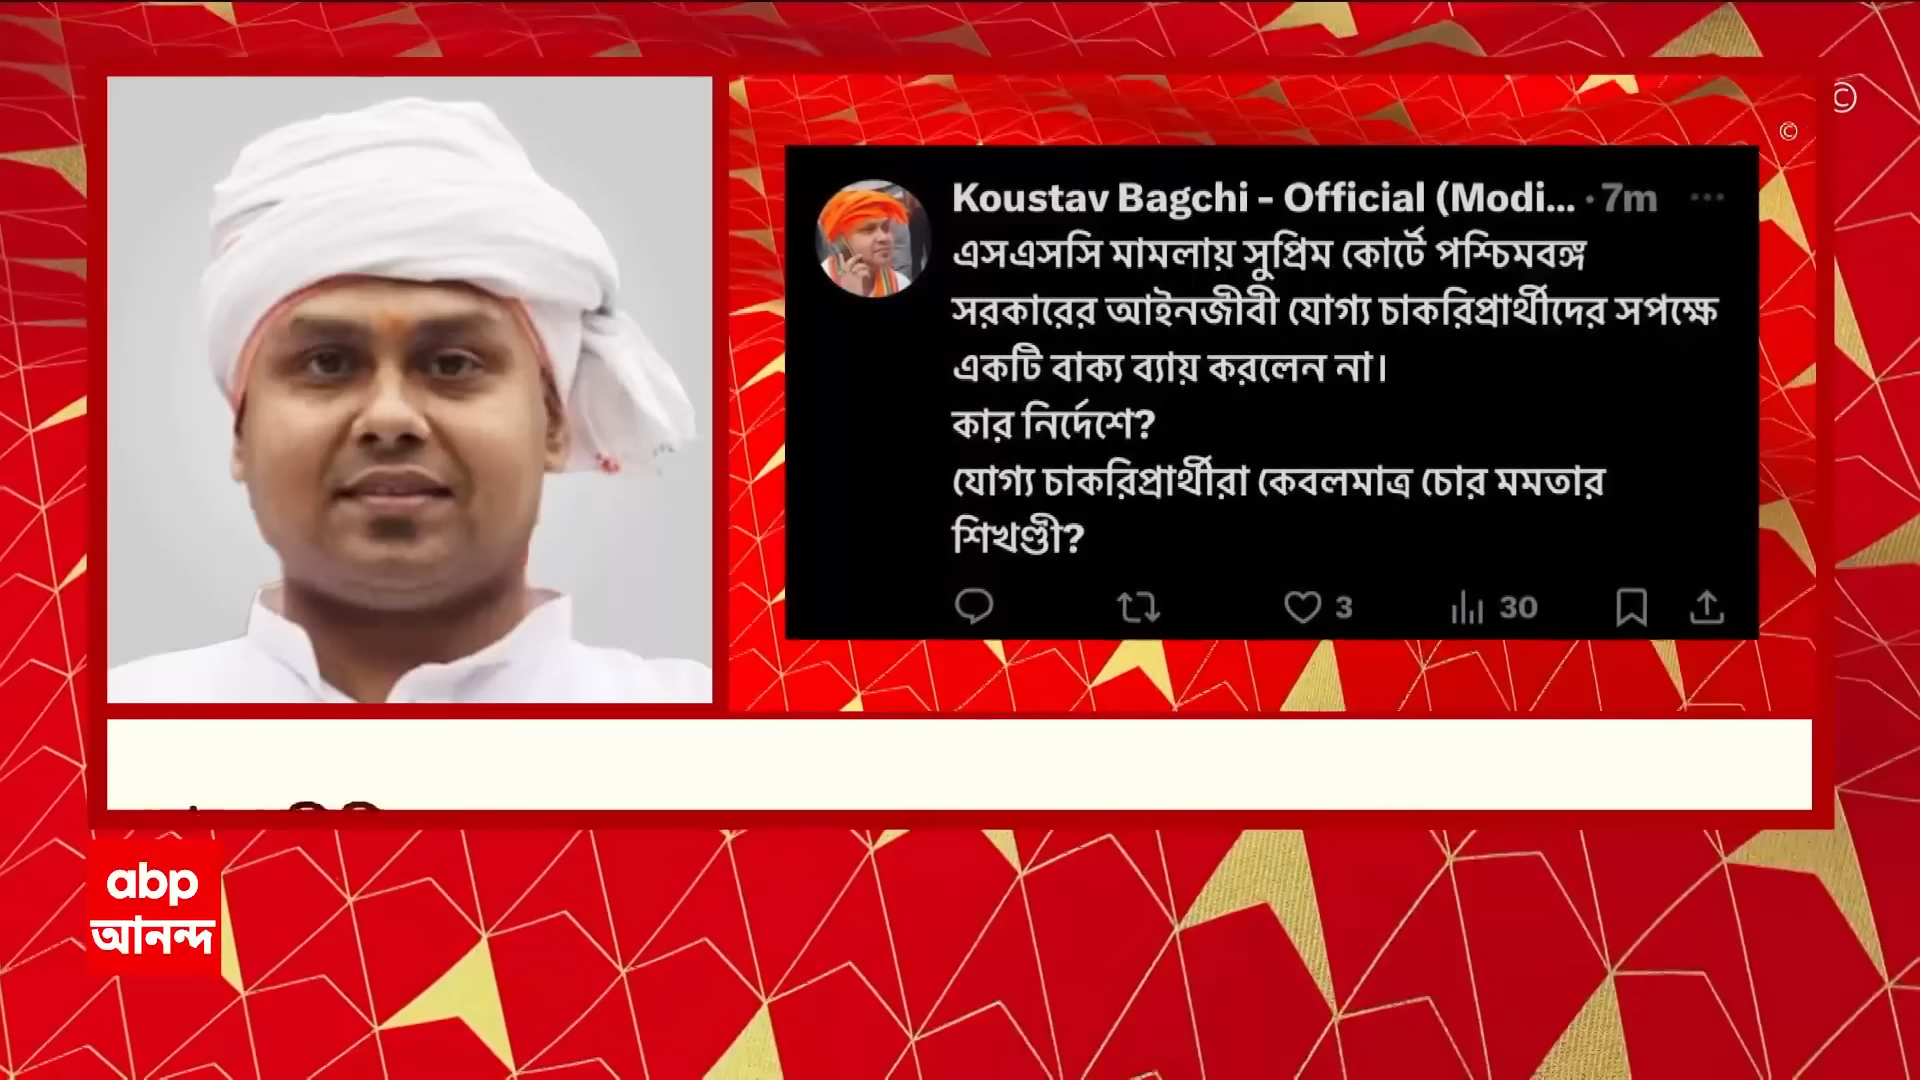 ©
©
Koustav Bagchi - Official (Modi... · 7m ...
এসএসসি মামলায় সুপ্রিম কোর্টে পশ্চিমবঙ্গ
সরকারের আইনজীবী যোগ্য চাকরিপ্রার্থীদের সপক্ষে
একটি বাক্য ব্যায় করলেন না।
কার নির্দেশে?
যোগ্য চাকরিপ্রার্থীরা কেবলমাত্র চোর মমতার
শিখণ্ডী?
3 30
abp
আনন্দ